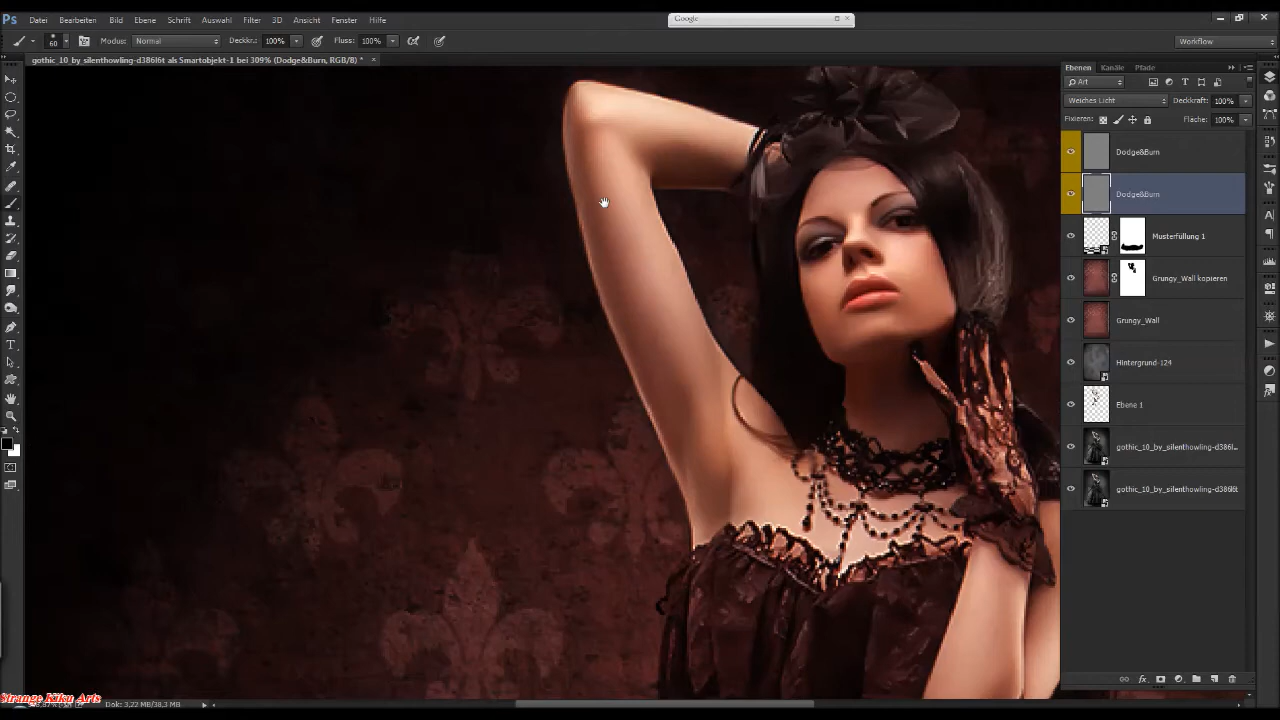 Ps Datei Bearbeiten Bild Ebene Schrift Auswahl Filter 3D Ansicht Fenster Hilfe
Google
60 Modus: Normal Deckkr.: 100% Fluss: 100% Workflow
gothic_10_by_silenthowling-d386l6t als Smartobjekt-1 bei 309% (Dodge&Burn, RGB/8) *
Ebenen Kanäle Pfade
Art
Weiches Licht Deckkraft: 100%
Fixieren: Fläche: 100%
Dodge&Burn
Dodge&Burn
Musterfüllung 1
Grungy_Wall kopieren
Grungy_Wall
Hintergrund-124
Ebene 1
gothic_10_by_silenthowling-d386l...
gothic_10_by_silenthowling-d386l6t
Strange Kiku Arts
Dok: 3,22 MB/38,3 MB